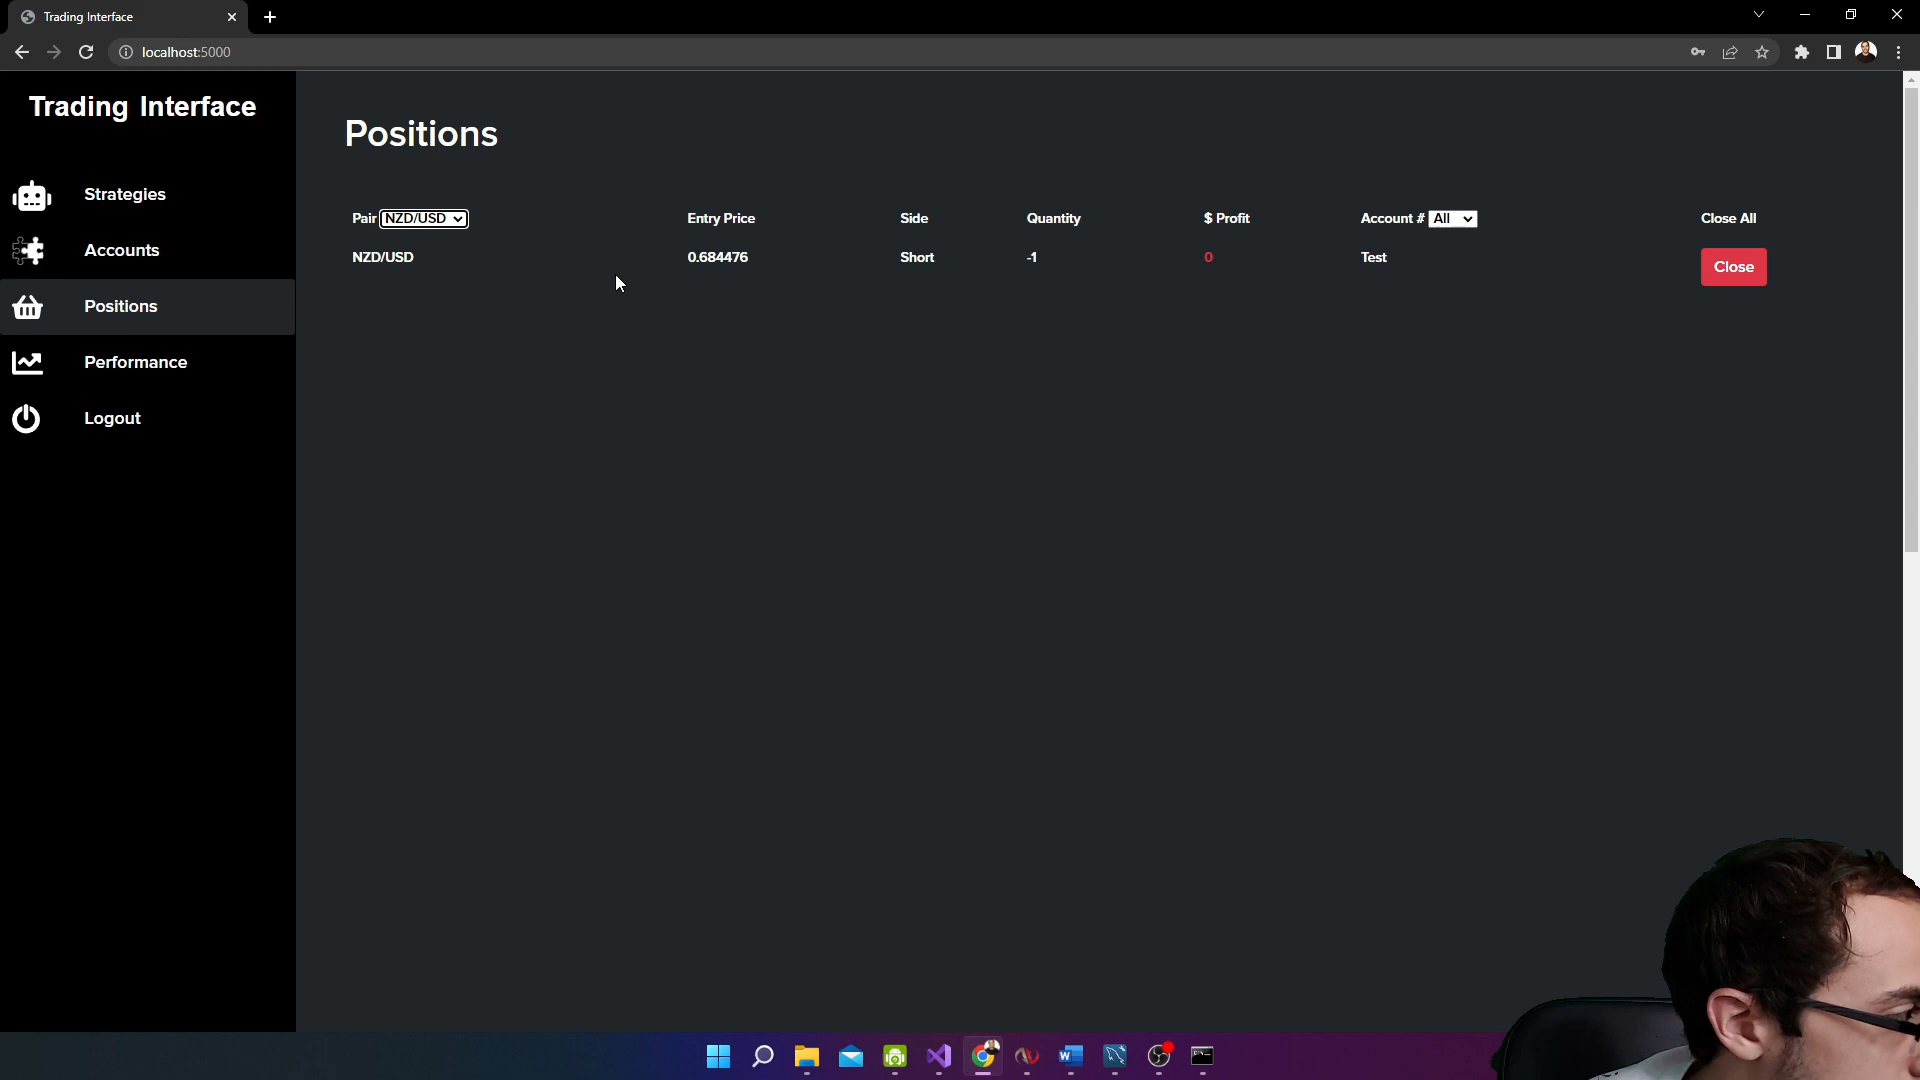 Trading Interface
localhost:5000
Trading Interface
Strategies
Accounts
Positions
Performance
Logout
Positions
Pair NZD/USD Entry Price Side Quantity $ Profit Account # All Close All
NZD/USD 0.684476 Short -1 0 Test Close